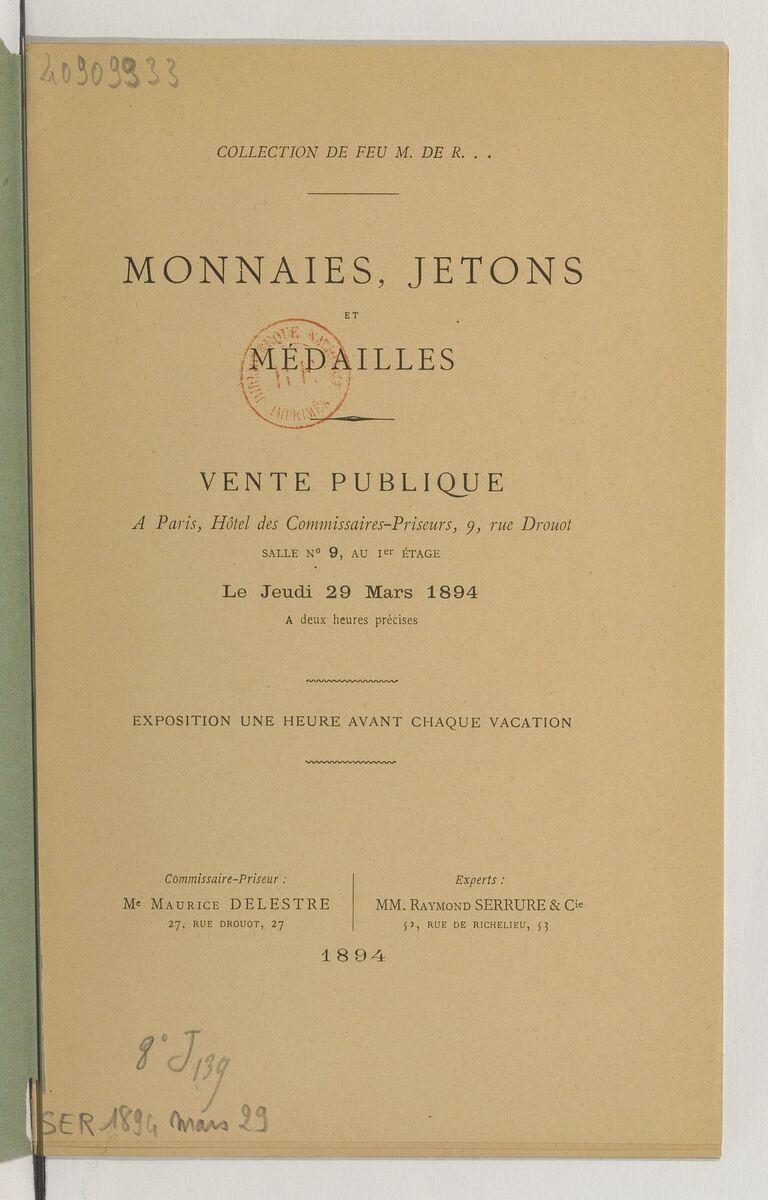 40909933
COLLECTION DE FEU M. DE R. . .
MONNAIES, JETONS
ET
MÉDAILLES
BIBLIOTHÈQUE NATIONALE
IMPRIMÉS
VENTE PUBLIQUE
A Paris, Hôtel des Commissaires-Priseurs, 9, rue Drouot
SALLE Nº 9, AU 1er ÉTAGE
Le Jeudi 29 Mars 1894
A deux heures précises
EXPOSITION UNE HEURE AVANT CHAQUE VACATION
Commissaire-Priseur :
Me MAURICE DELESTRE
27, RUE DROUOT, 27
Experts :
MM. RAYMOND SERRURE & Cie
RUE DE RICHELIEU, 53
1894
8° J 139
SER 1894 mars 29